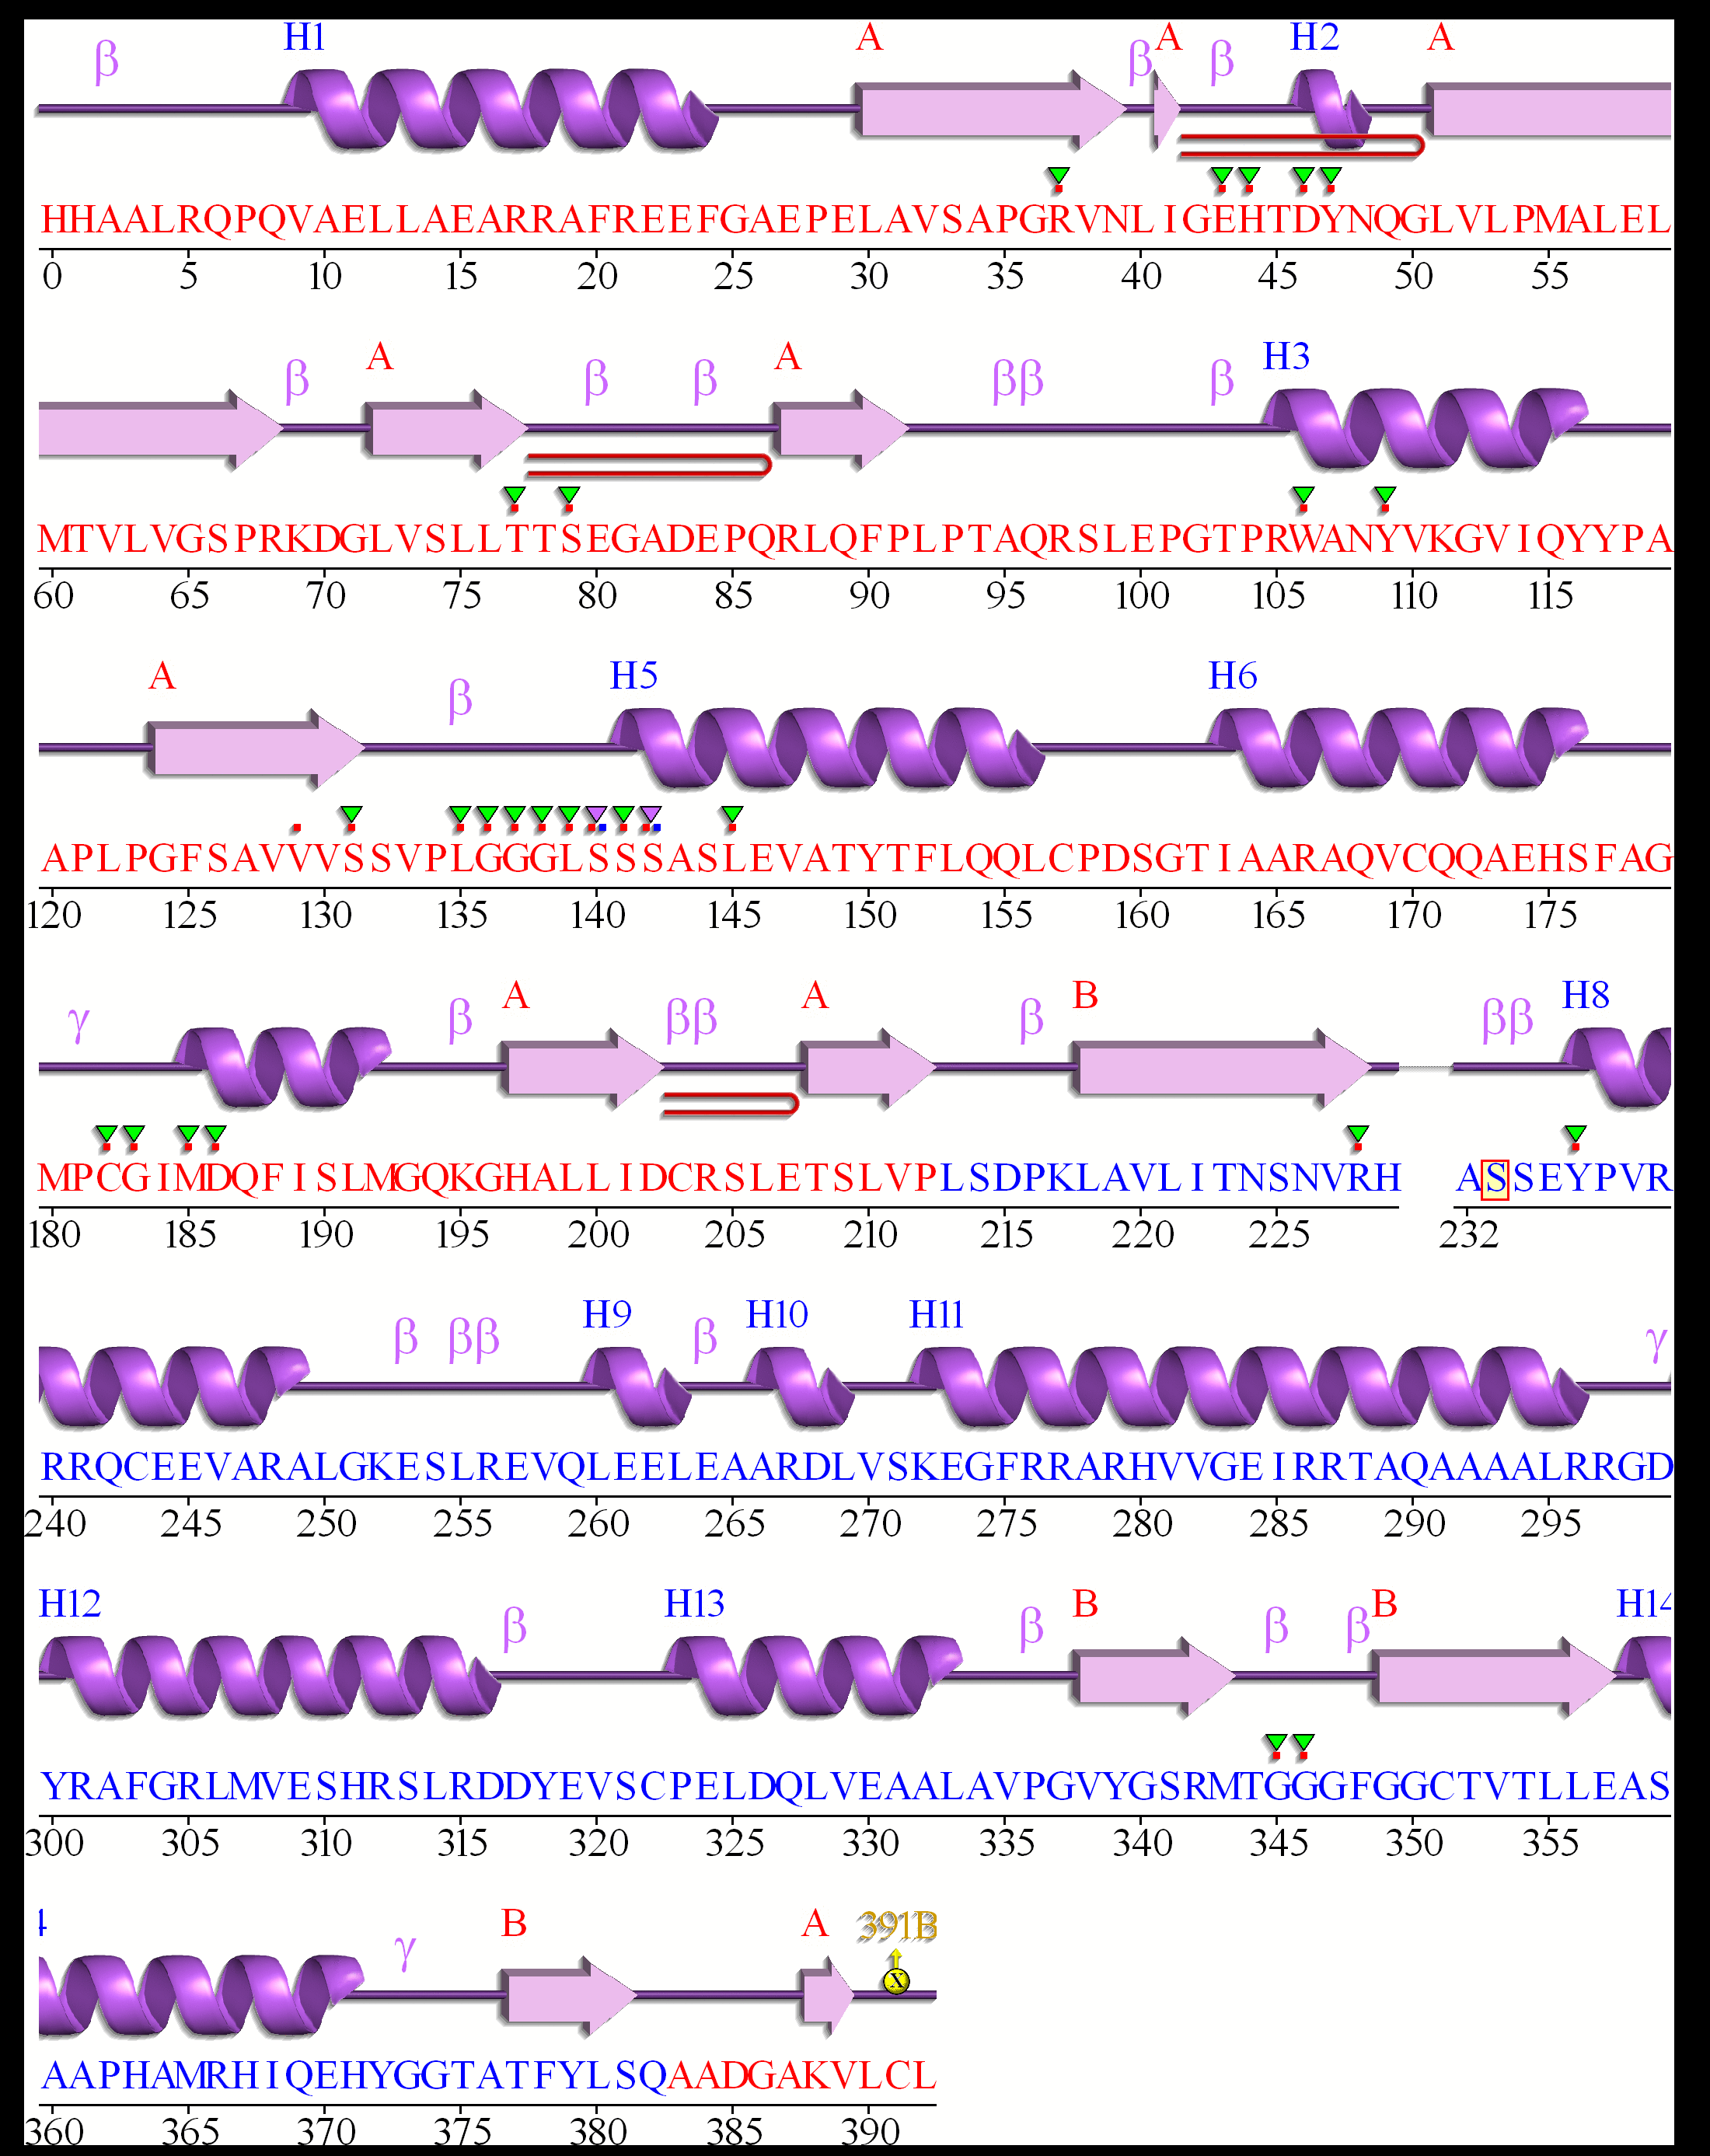 H1 A A H2 A
β β β
HHAALRQPQVAELLAEARRAFREEFGAEPELAVSAPGRVNLIGEHTDYNQGLVLPMALEL
0 5 10 15 20 25 30 35 40 45 50 55
A A H3
β β β ββ β
MTVLVGSPRKDGLVSLLTTSEGADEPQRLQFPLPTAQRSLEPGTPRWANYVKGVIQYYPA
60 65 70 75 80 85 90 95 100 105 110 115
A H5 H6
β
APLPGFSAVVVSSVPLGGGLSSSASLEVATYTFLQQLCPDSGTIAARAQVCQQAEHSFAG
120 125 130 135 140 145 150 155 160 165 170 175
A A B H8
γ β ββ β ββ
MPCGIMDQFISLMGQKGHALLIDCRSLETSLVPLSDPKLAVLITNSNVRH ASSEYPVR
180 185 190 195 200 205 210 215 220 225 232
H9 H10 H11
β ββ β γ
RRQCEEVARALGKESLREVQLEELEAARDLVSKEGFRRARHVVGEIRRTAQAAAALRRGD
240 245 250 255 260 265 270 275 280 285 290 295
H12 H13 B B H14
β β β β
YRAFGRLMVESHRSLRDDYEVSCPELDQLVEAALAVPGVYGSRMTGGGFGGCTVTLLEAS
300 305 310 315 320 325 330 335 340 345 350 355
4 B A 391B
γ X
AAPHAMRHIQEHYGGTATFYLSQAADGAKVLCL
360 365 370 375 380 385 390